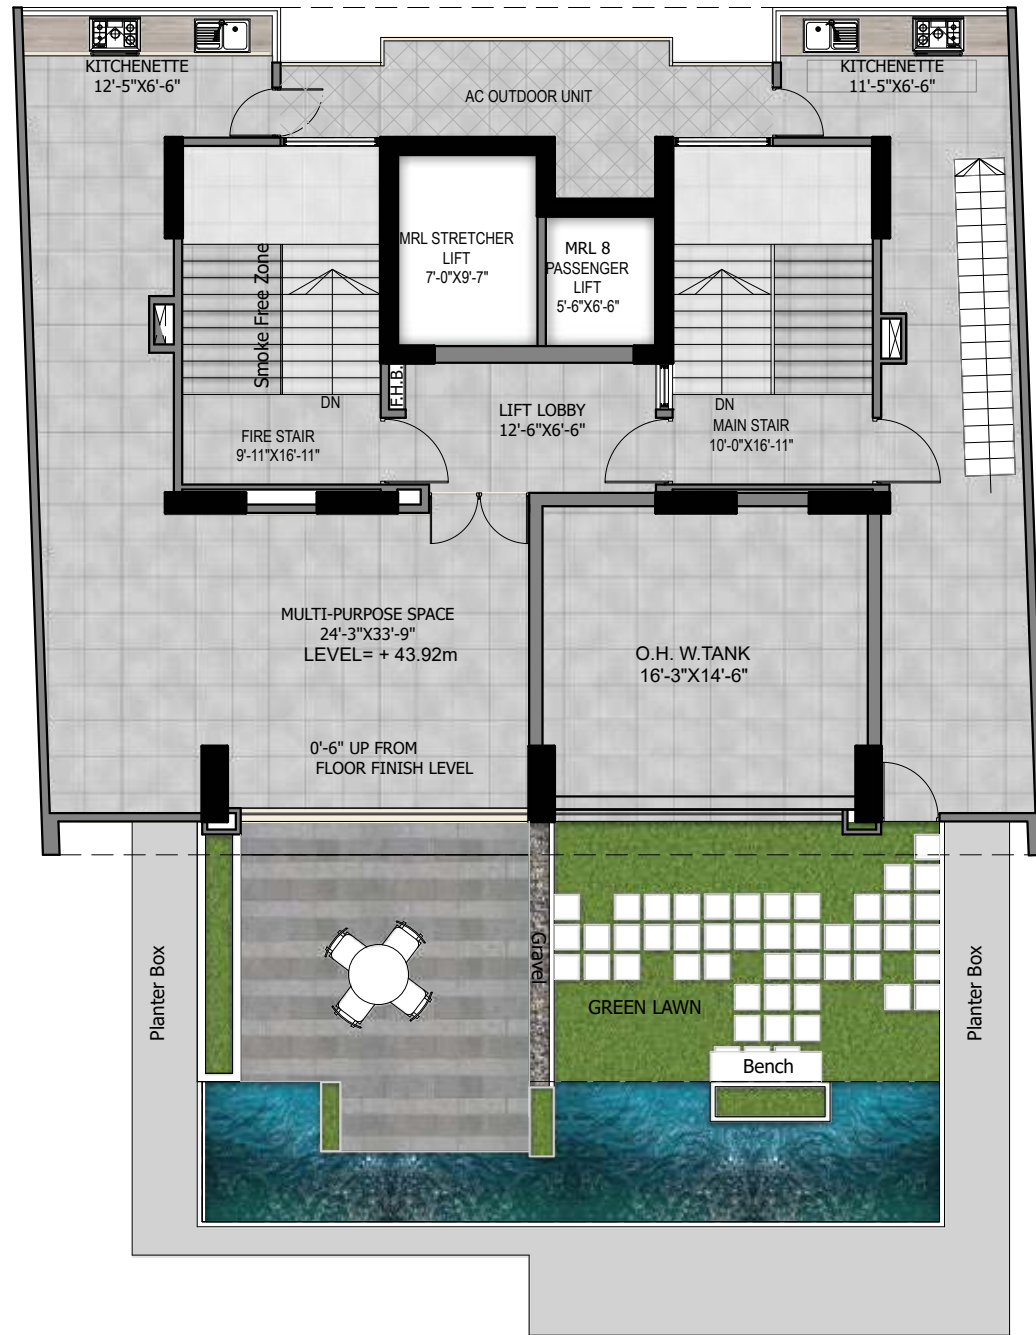 KITCHENETTE
12'-5"X6'-6"
KITCHENETTE
11'-5"X6'-6"
AC OUTDOOR UNIT
MRL STRETCHER
LIFT
7'-0"X9'-7"
MRL 8
PASSENGER
LIFT
5'-6"X6'-6"
Smoke Free Zone
F.H.B.
DN
DN
LIFT LOBBY
12'-6"X6'-6"
FIRE STAIR
9'-11"X16'-11"
MAIN STAIR
10'-0"X16'-11"
MULTI-PURPOSE SPACE
24'-3"X33'-9"
LEVEL= + 43.92m
O.H. W.TANK
16'-3"X14'-6"
0'-6" UP FROM
FLOOR FINISH LEVEL
Planter Box
Gravel
GREEN LAWN
Planter Box
Bench